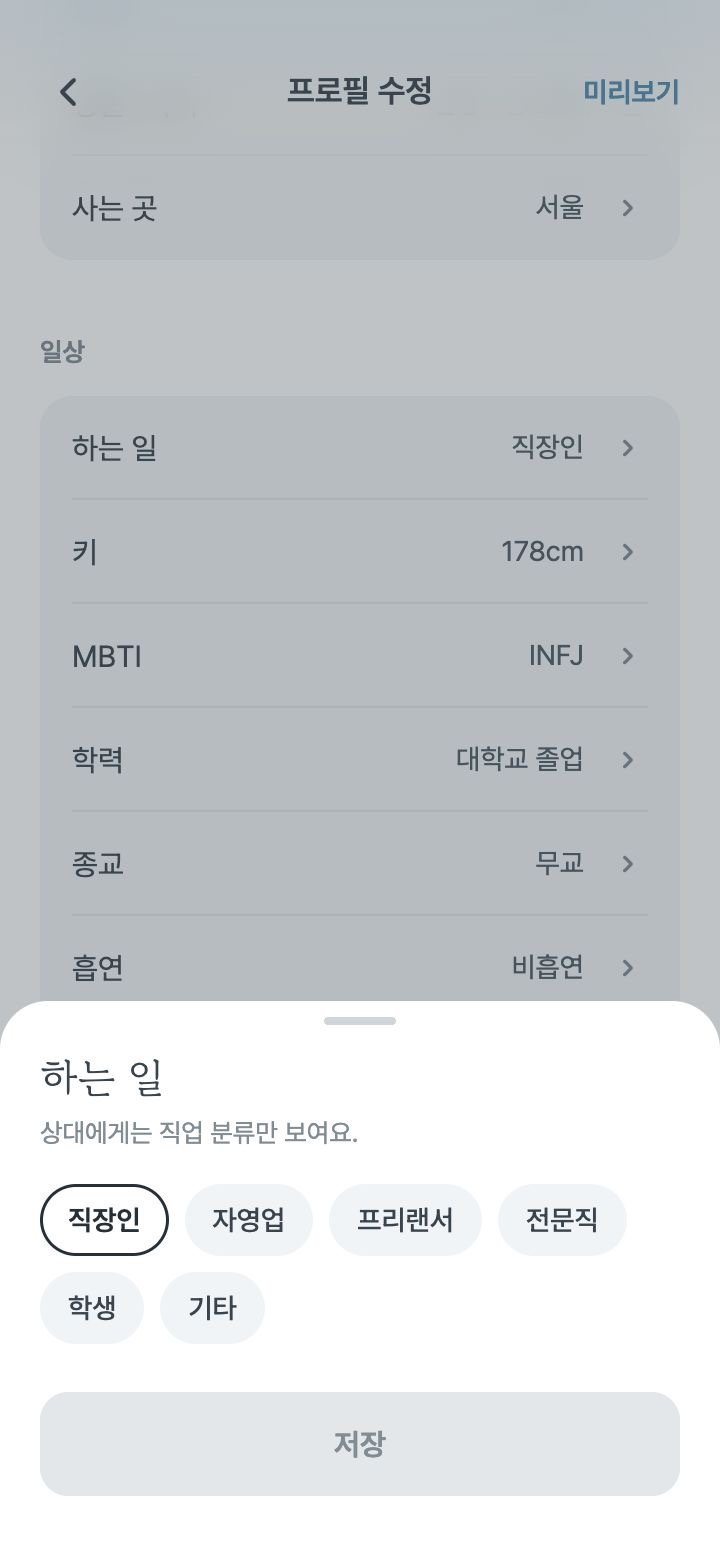 프로필 수정
미리보기
사는 곳 서울
일상
하는 일 직장인
키 178cm
MBTI INFJ
학력 대학교 졸업
종교 무교
흡연 비흡연
하는 일
상대에게는 직업 분류만 보여요.
직장인 자영업 프리랜서 전문직
학생 기타
저장